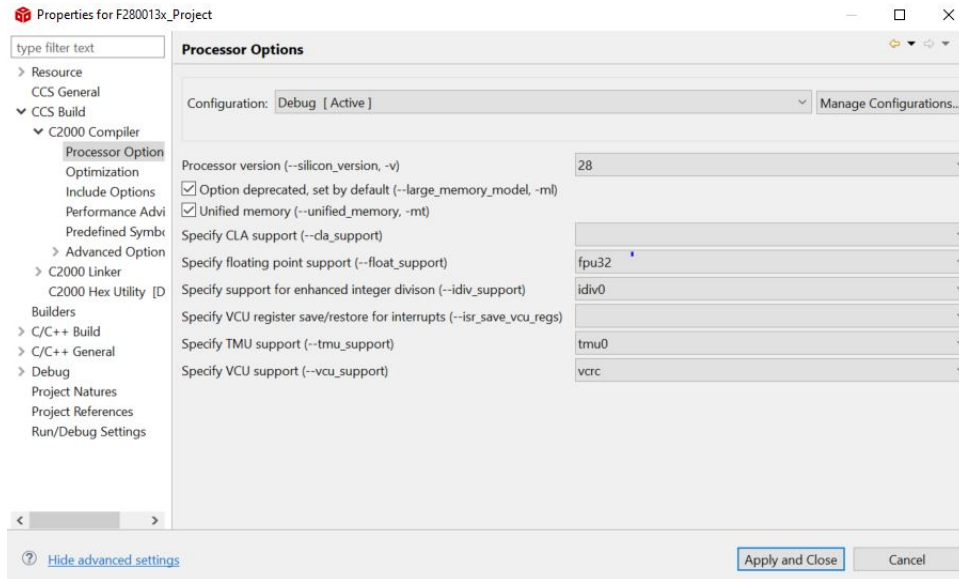 Properties for F280013x_Project
type filter text
Resource
CCS General
CCS Build
C2000 Compiler
Processor Option
Optimization
Include Options
Performance Advi
Predefined Symbo
Advanced Option
C2000 Linker
C2000 Hex Utility [D
Builders
C/C++ Build
C/C++ General
Debug
Project Natures
Project References
Run/Debug Settings
Processor Options
Configuration: Debug [ Active ] Manage Configurations...
Processor version (--silicon_version, -v) 28
Option deprecated, set by default (--large_memory_model, -ml)
Unified memory (--unified_memory, -mt)
Specify CLA support (--cla_support)
Specify floating point support (--float_support) fpu32
Specify support for enhanced integer divison (--idiv_support) idiv0
Specify VCU register save/restore for interrupts (--isr_save_vcu_regs)
Specify TMU support (--tmu_support) tmu0
Specify VCU support (--vcu_support) vcrc
Hide advanced settings Apply and Close Cancel